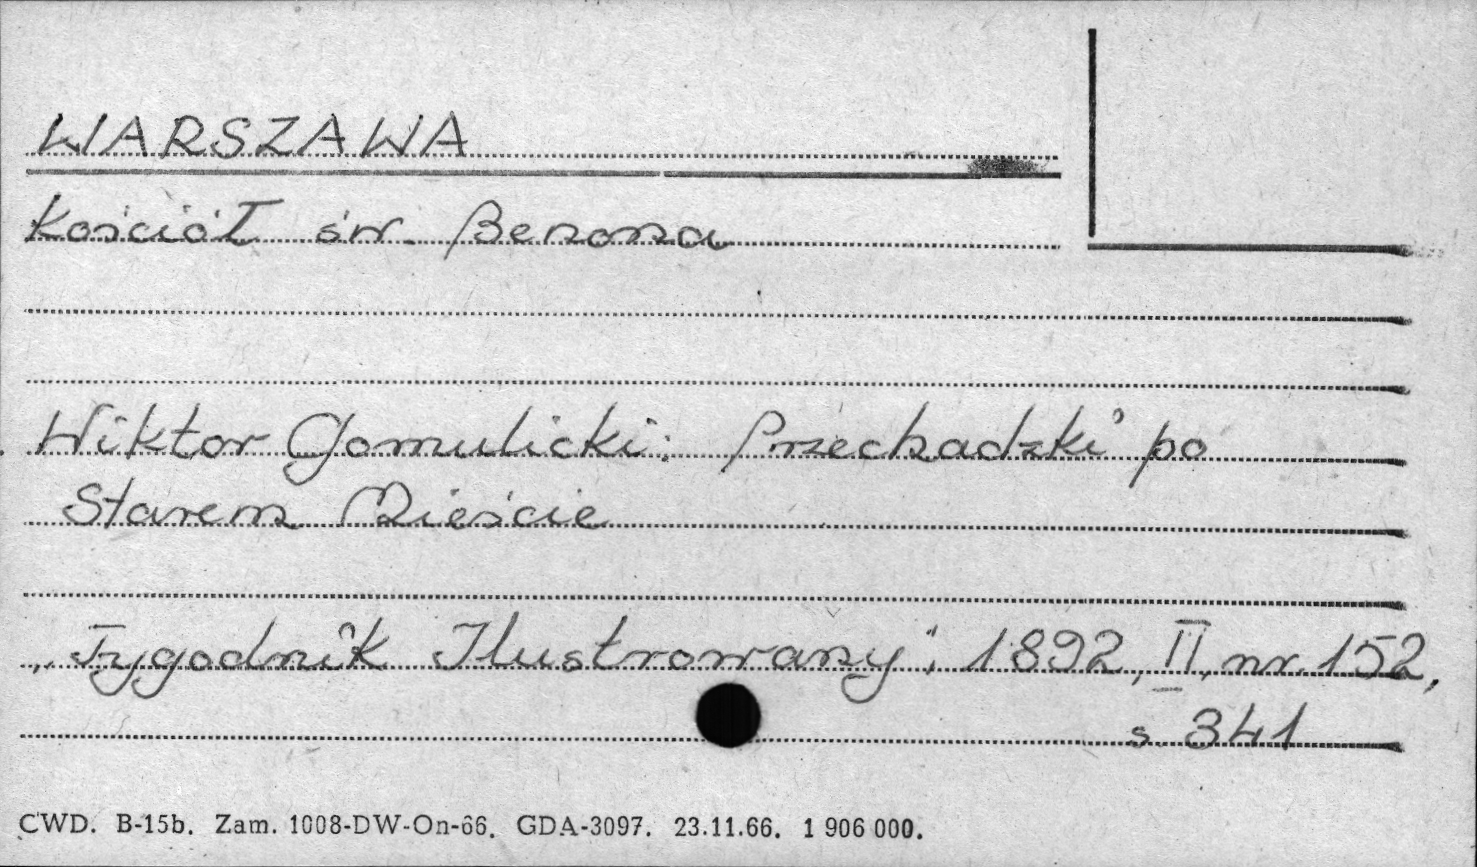 WARSZAWA
Kościół św. Benona
Wiktor Gomulicki: Przechadzki po
Starem Mieście
„Tygodnik Ilustrowany", 1892, II, nr. 152,
s. 341
CWD. B-15b. Zam. 1008-DW-On-66. GDA-3097. 23.11.66. 1 906 000.